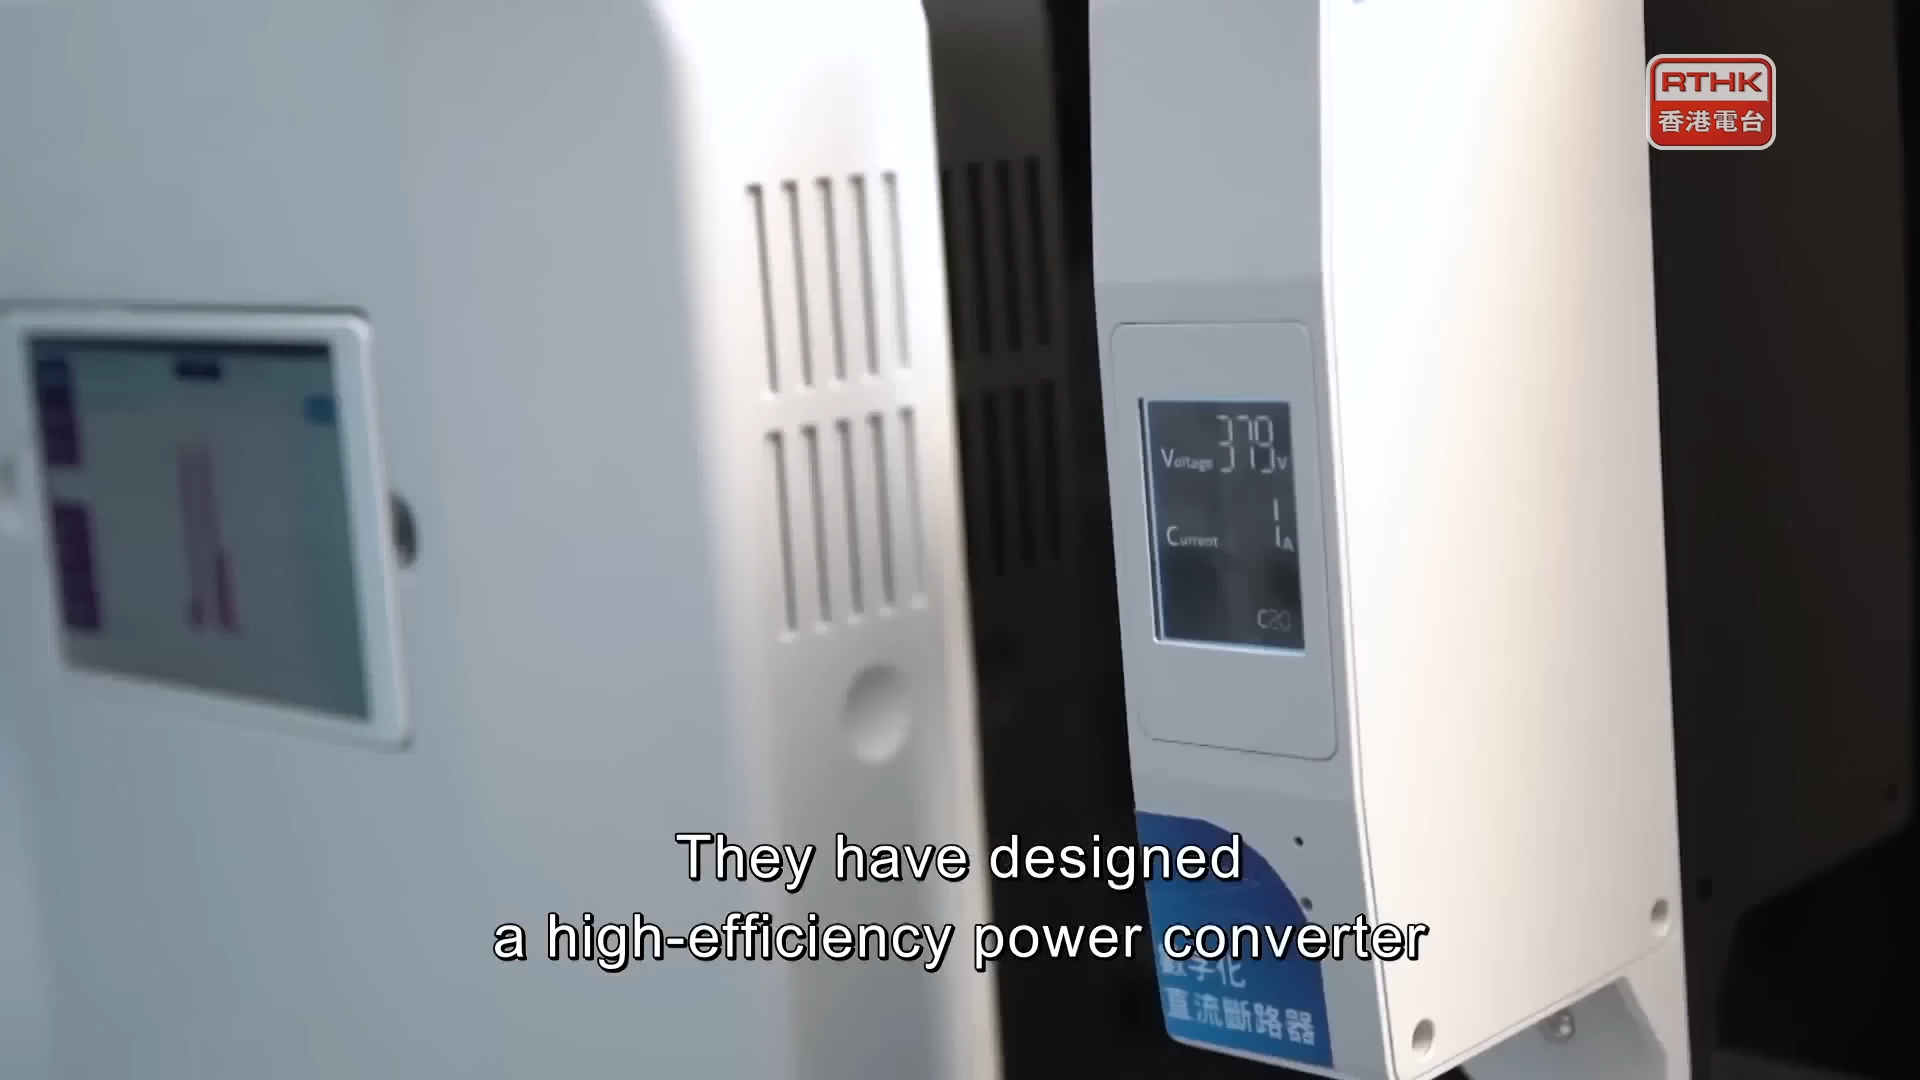 RTHK
香港電台
Voltage 379V
Current 1A
C20
They have designed
a high-efficiency power converter
數字化
直流斷路器